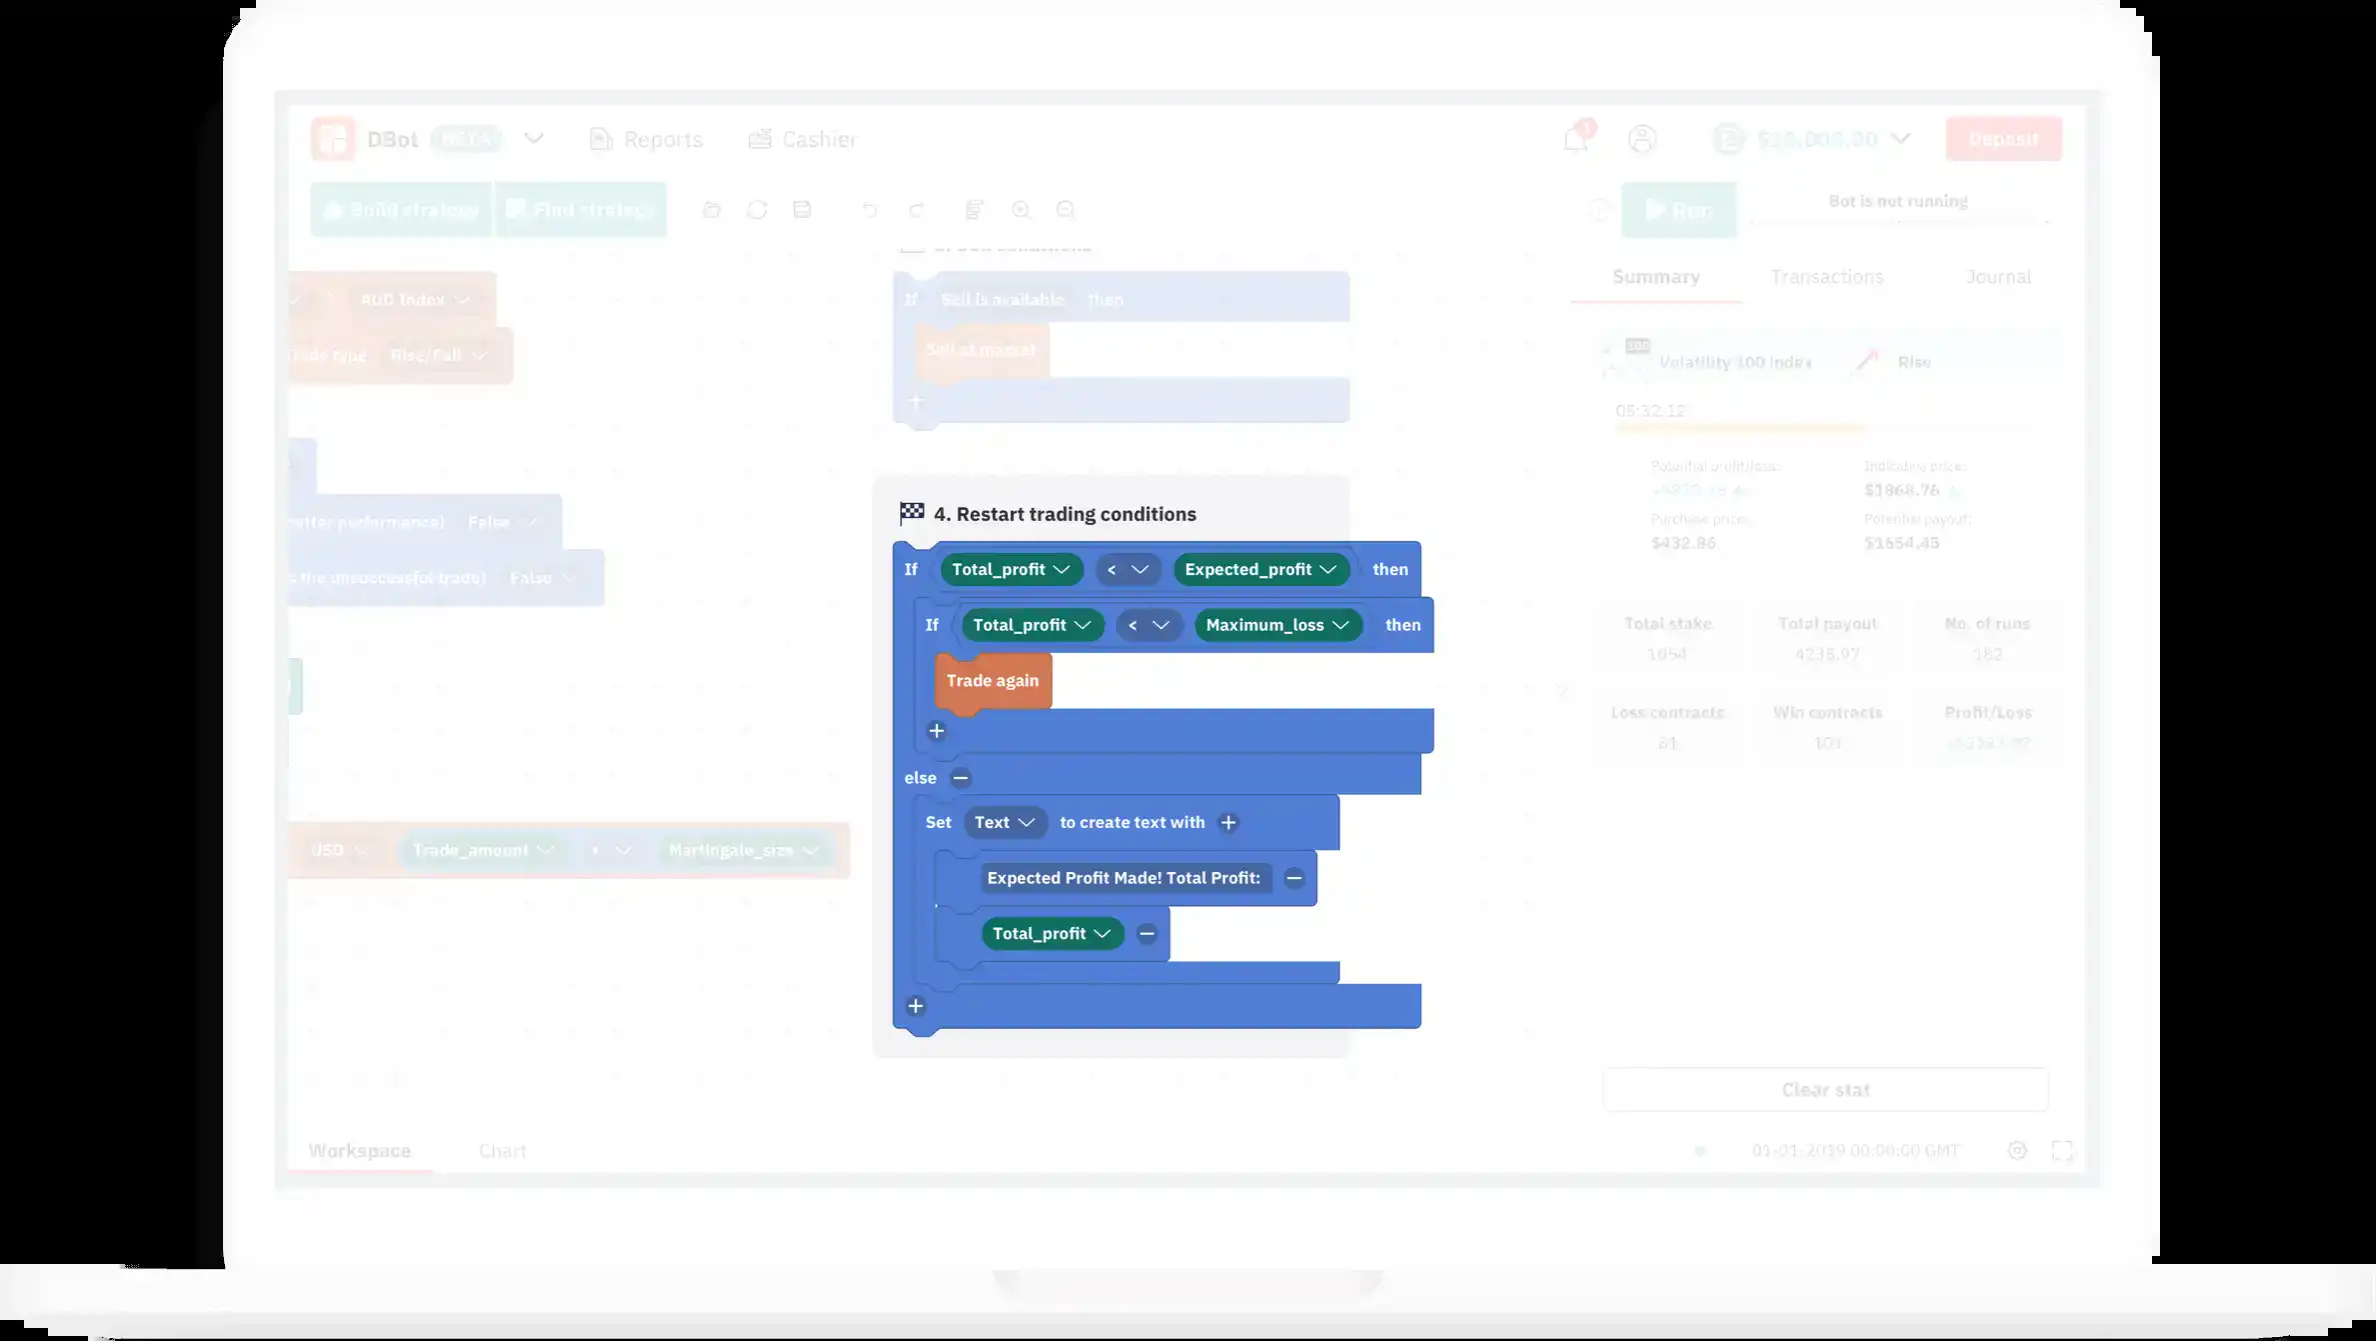 DBot BETA Reports Cashier 1 $10,000.00 Deposit
Build strategy Find strategy Run Bot is not running
Summary Transactions Journal
AUD Index
Trade type Rise/Fall
If Sell is available then
Sell at market
100 Volatility 100 Index Rise
05:32.12
Potential profit/loss: Indicative price:
$1868.76
Purchase price: Potential payout:
$432.86 $1654.45
False
the unsuccessful trade) False
4. Restart trading conditions
If Total_profit < Expected_profit then
If Total_profit < Maximum_loss then
Trade again
else
Set Text to create text with
Expected Profit Made! Total Profit:
Total_profit
USD Trade_amount Martingale_size
Total stake Total payout No. of runs
1054 4235.97 162
Loss contracts Win contracts Profit/Loss
61 101
Clear stat
Workspace Chart 01-01-2019 00:00:00 GMT